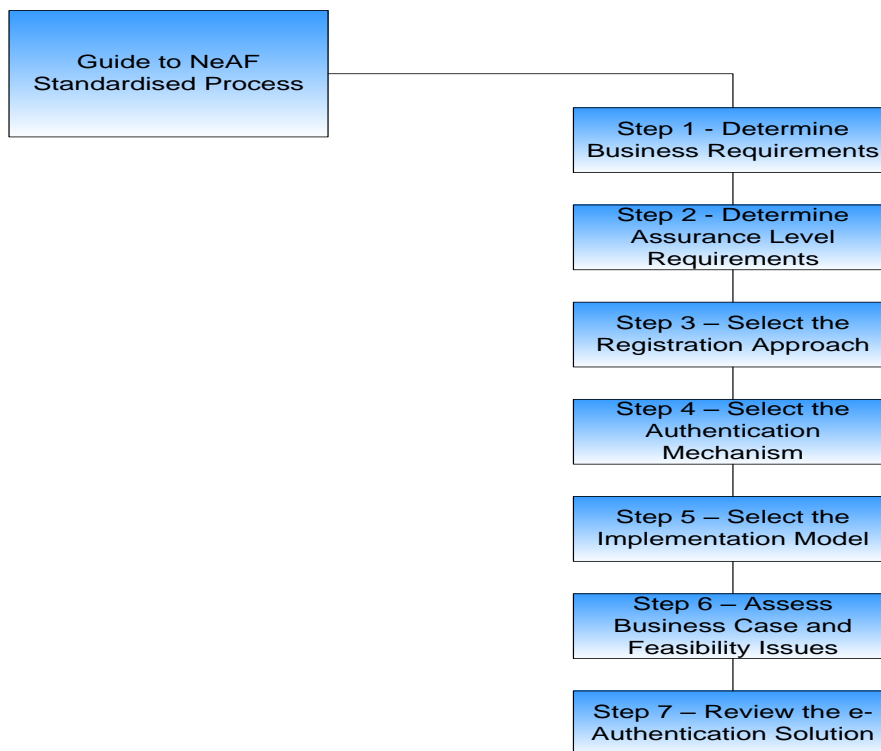 Guide to NeAF
Standardised Process
Step 1 - Determine
Business Requirements
Step 2 - Determine
Assurance Level
Requirements
Step 3 – Select the
Registration Approach
Step 4 – Select the
Authentication
Mechanism
Step 5 – Select the
Implementation Model
Step 6 – Assess
Business Case and
Feasibility Issues
Step 7 – Review the e-
Authentication Solution